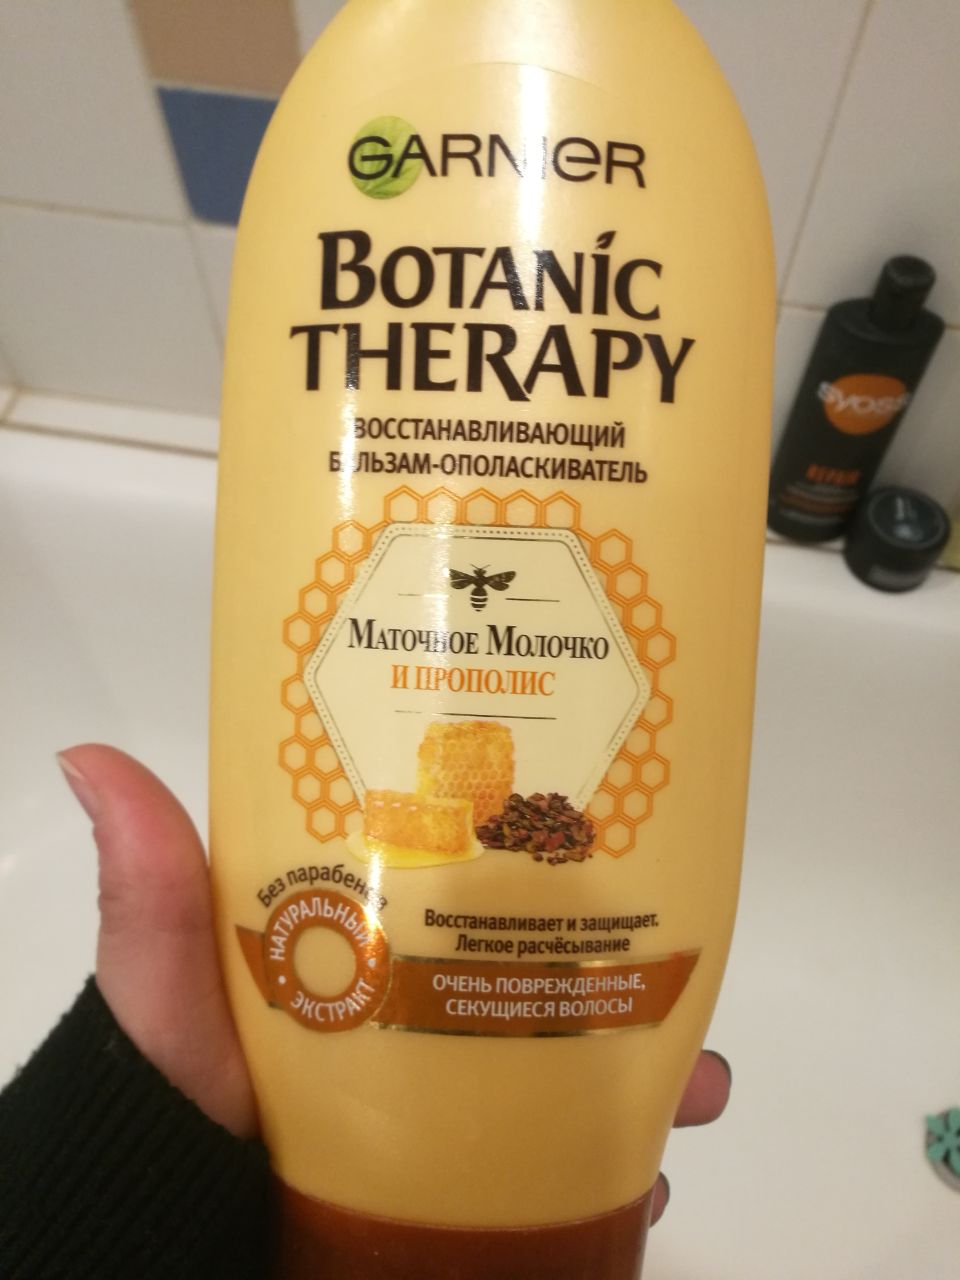 GARNIER
BOTANIC
THERAPY
ВОССТАНАВЛИВАЮЩИЙ
БАЛЬЗАМ-ОПОЛАСКИВАТЕЛЬ
МАТОЧНОЕ МОЛОЧКО
И ПРОПОЛИС
Без парабенов
НАТУРАЛЬНЫЙ
ЭКСТРАКТ
Восстанавливает и защищает.
Легкое расчёсывание
ОЧЕНЬ ПОВРЕЖДЕННЫЕ,
СЕКУЩИЕСЯ ВОЛОСЫ
syoss
REPAIR